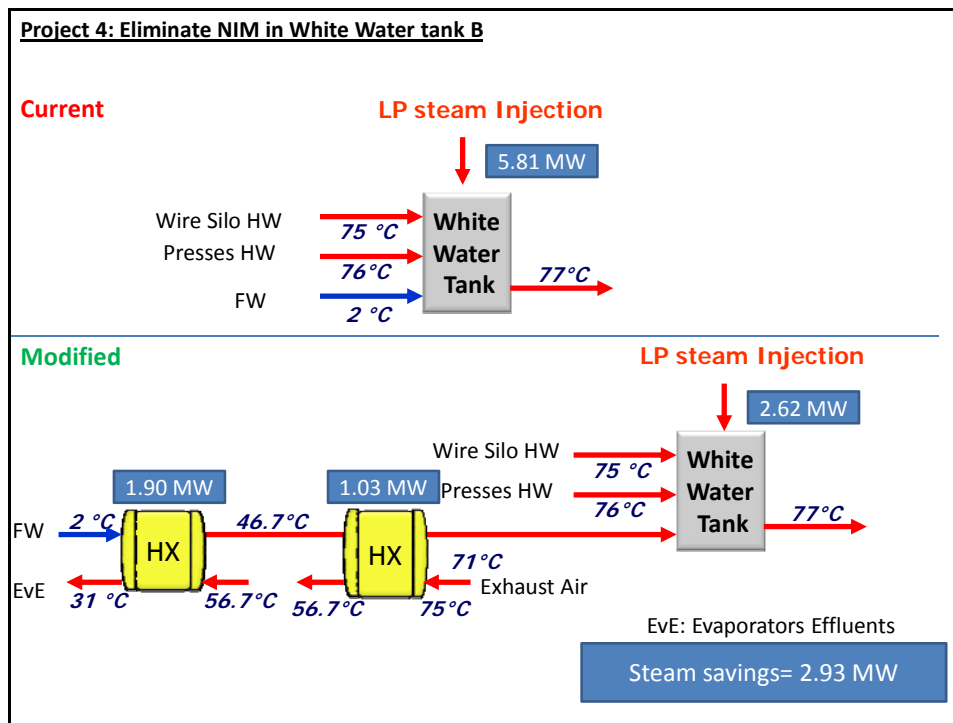 Project 4: Eliminate NIM in White Water tank B
Current
LP steam Injection
5.81 MW
Wire Silo HW
75 °C
Presses HW
76°C
FW
2 °C
White
Water
Tank
77°C
Modified
LP steam Injection
2.62 MW
Wire Silo HW
75 °C
Presses HW
76°C
White
Water
Tank
77°C
1.90 MW
1.03 MW
FW
2 °C
HX
46.7°C
HX
71°C
EvE
31 °C
56.7°C
56.7°C
75°C
Exhaust Air
EvE: Evaporators Effluents
Steam savings= 2.93 MW